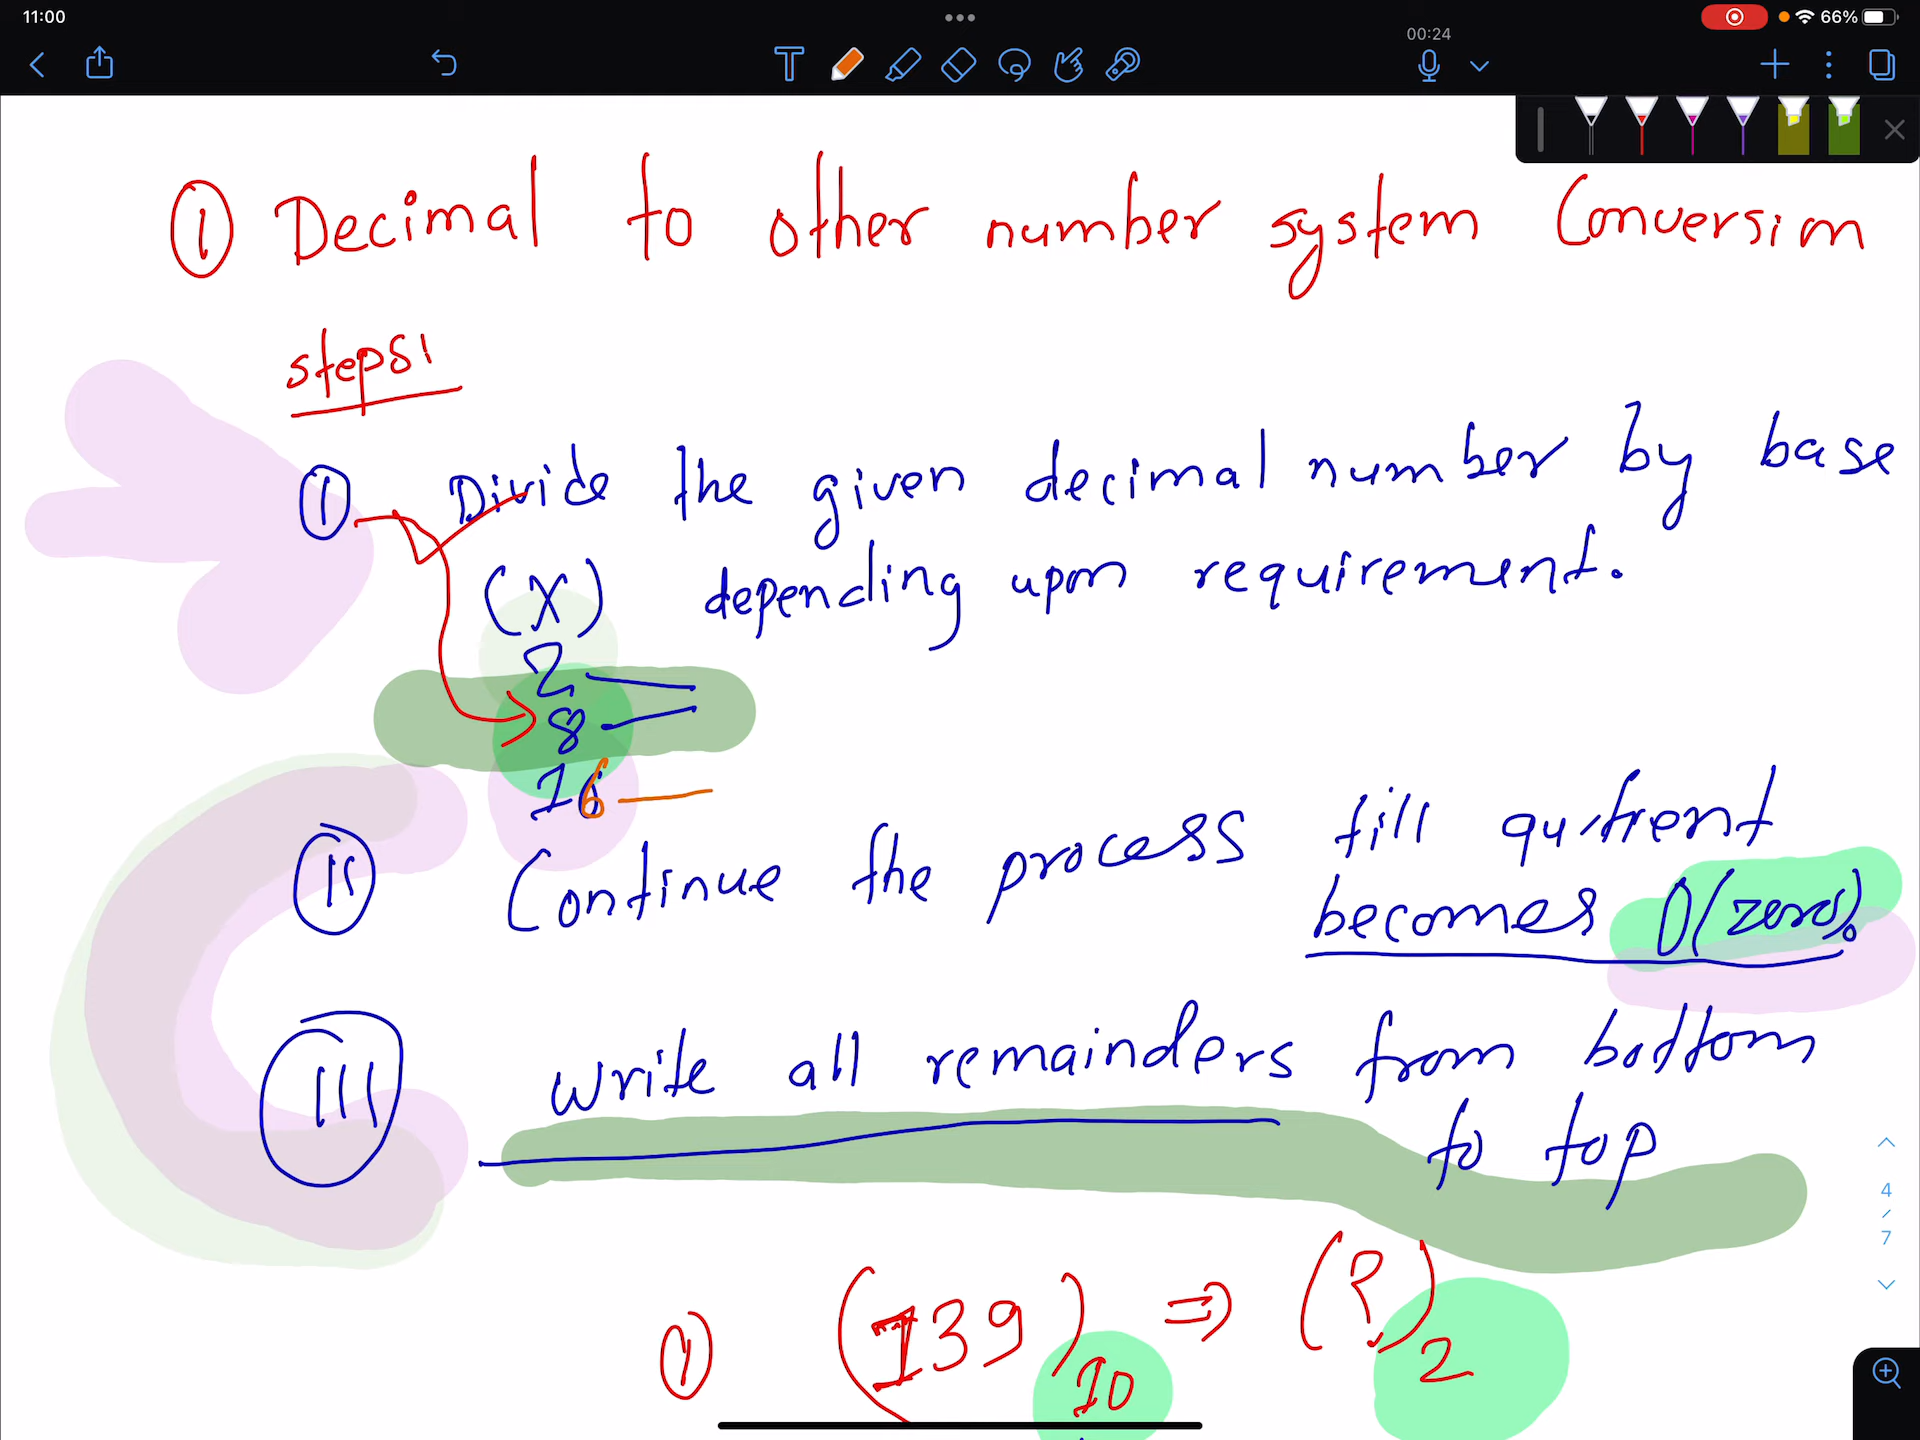 11:00
66%
00:24
① Decimal to other number system Conversion
steps:
① Divide the given decimal number by base
(X) depending upon requirement.
2
8
16
II Continue the process till qutient
becomes 0(zero).
III write all remainders from bottom
to top
4
/
7
① (139)10 ⇒ (?)2